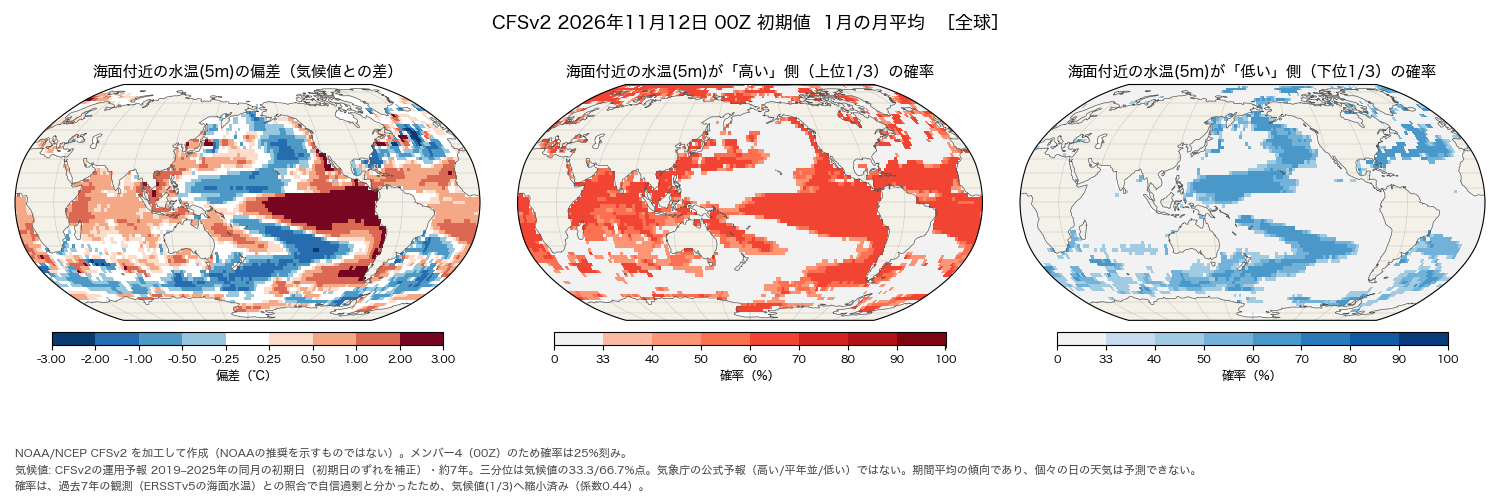 CFSv2 2026年11月12日 00Z 初期値 1月の月平均 ［全球］
海面付近の水温(5m)の偏差（気候値との差）
海面付近の水温(5m)が「高い」側（上位1/3）の確率
海面付近の水温(5m)が「低い」側（下位1/3）の確率
-3.00 -2.00 -1.00 -0.50 -0.25 0.25 0.50 1.00 2.00 3.00
偏差（℃）
0 33 40 50 60 70 80 90 100
確率（%）
0 33 40 50 60 70 80 90 100
確率（%）
NOAA/NCEP CFSv2 を加工して作成（NOAAの推奨を示すものではない）。メンバー4（00Z）のため確率は25%刻み。
気候値: CFSv2の運用予報 2019–2025年の同月の初期日（初期日のずれを補正）・約7年。三分位は気候値の33.3/66.7%点。気象庁の公式予報（高い/平年並/低い）ではない。期間平均の傾向であり、個々の日の天気は予測できない。
確率は、過去7年の観測（ERSSTv5の海面水温）との照合で自信過剰と分かったため、気候値(1/3)へ縮小済み（係数0.44）。